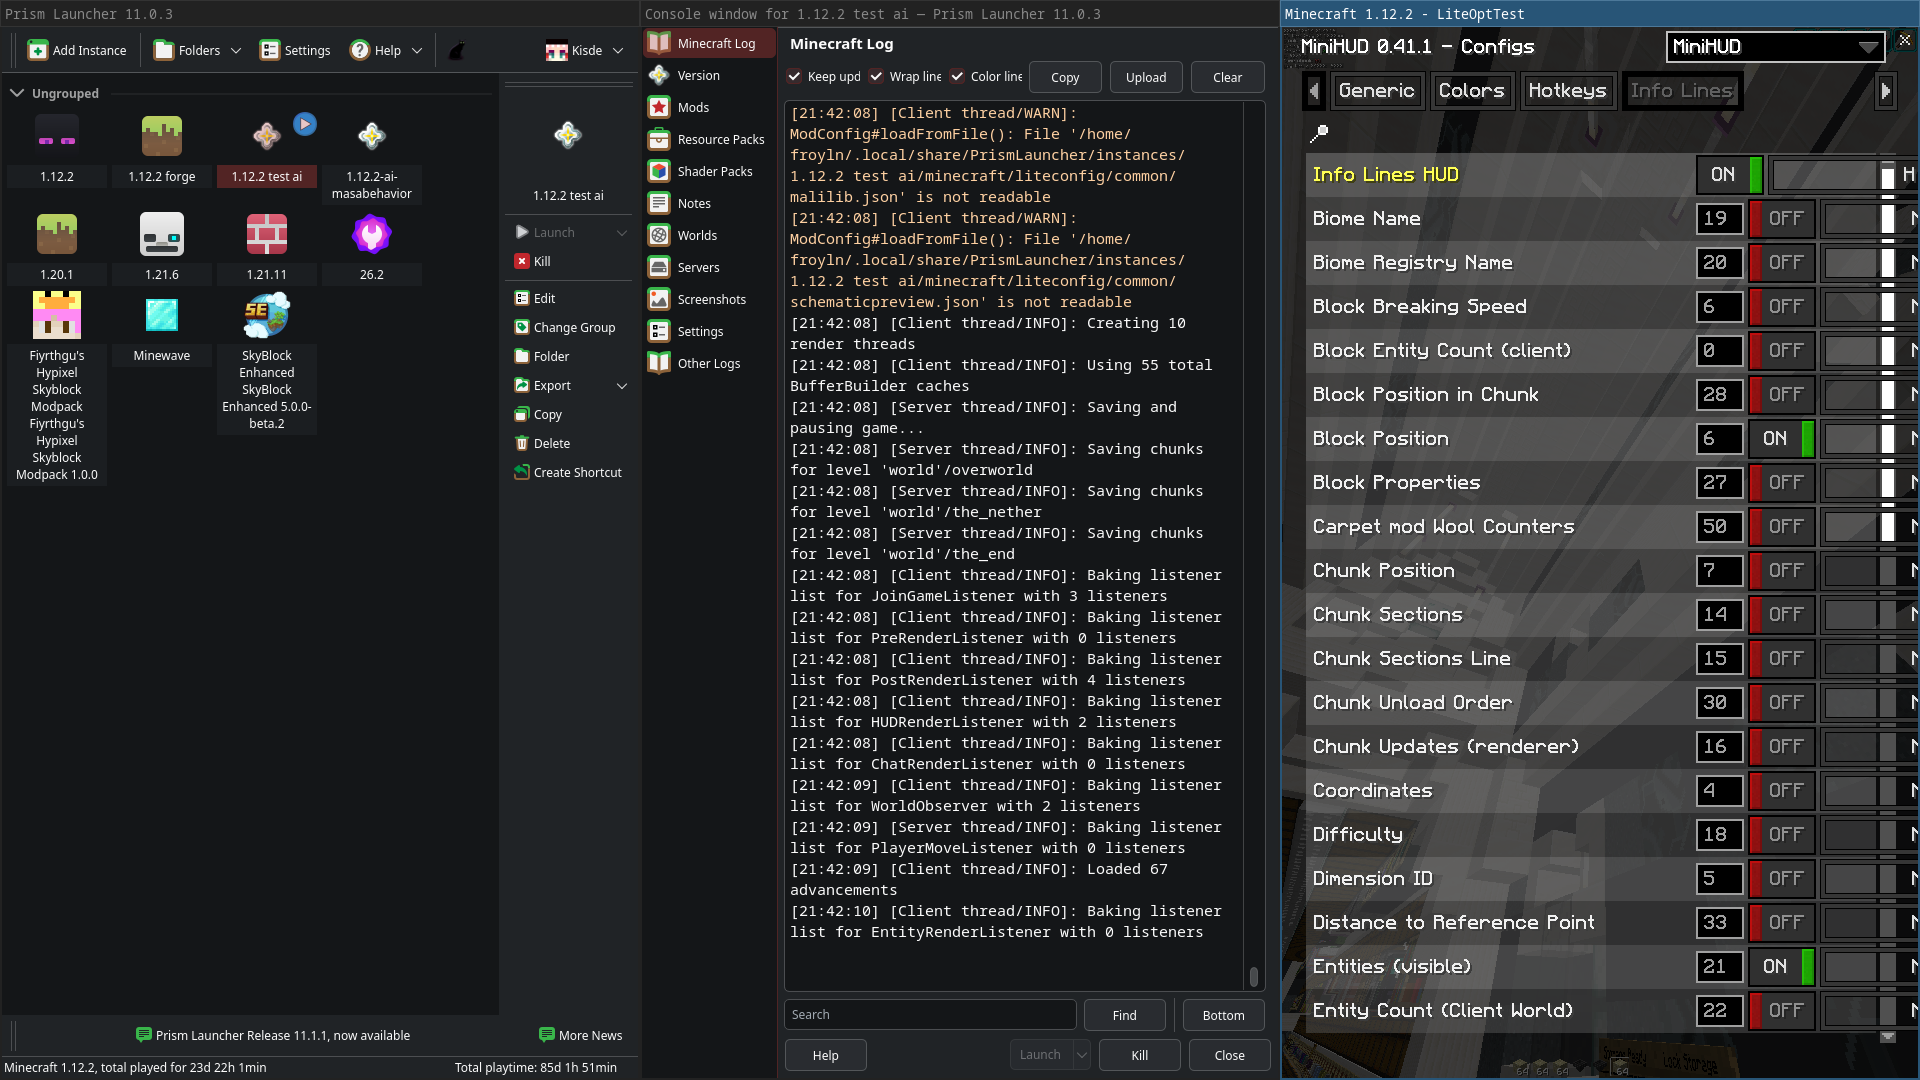 Prism Launcher 11.0.3
Add Instance
Folders
Settings
Help
Kisde
Ungrouped
1.12.2
1.12.2 forge
1.12.2 test ai
1.12.2-ai-
masabehavior
1.20.1
1.21.6
1.21.11
26.2
Fiyrthgu's
Hypixel
Skyblock
Modpack
Fiyrthgu's
Hypixel
Skyblock
Modpack 1.0.0
Minewave
SkyBlock
Enhanced
SkyBlock
Enhanced 5.0.0-
beta.2
1.12.2 test ai
Launch
Kill
Edit
Change Group
Folder
Export
Copy
Delete
Create Shortcut
Prism Launcher Release 11.1.1, now available
More News
Minecraft 1.12.2, total played for 23d 22h 1min
Total playtime: 85d 1h 51min
Console window for 1.12.2 test ai — Prism Launcher 11.0.3
Minecraft Log
Version
Mods
Resource Packs
Shader Packs
Notes
Worlds
Servers
Screenshots
Settings
Other Logs
Minecraft Log
Keep upd
Wrap line
Color line
Copy
Upload
Clear
[21:42:08] [Client thread/WARN]:
ModConfig#loadFromFile(): File '/home/
froyln/.local/share/PrismLauncher/instances/
1.12.2 test ai/minecraft/liteconfig/common/
malilib.json' is not readable
[21:42:08] [Client thread/WARN]:
ModConfig#loadFromFile(): File '/home/
froyln/.local/share/PrismLauncher/instances/
1.12.2 test ai/minecraft/liteconfig/common/
schematicpreview.json' is not readable
[21:42:08] [Client thread/INFO]: Creating 10
render threads
[21:42:08] [Client thread/INFO]: Using 55 total
BufferBuilder caches
[21:42:08] [Server thread/INFO]: Saving and
pausing game...
[21:42:08] [Server thread/INFO]: Saving chunks
for level 'world'/overworld
[21:42:08] [Server thread/INFO]: Saving chunks
for level 'world'/the_nether
[21:42:08] [Server thread/INFO]: Saving chunks
for level 'world'/the_end
[21:42:08] [Client thread/INFO]: Baking listener
list for JoinGameListener with 3 listeners
[21:42:08] [Client thread/INFO]: Baking listener
list for PreRenderListener with 0 listeners
[21:42:08] [Client thread/INFO]: Baking listener
list for PostRenderListener with 4 listeners
[21:42:08] [Client thread/INFO]: Baking listener
list for HUDRenderListener with 2 listeners
[21:42:08] [Client thread/INFO]: Baking listener
list for ChatRenderListener with 0 listeners
[21:42:09] [Client thread/INFO]: Baking listener
list for WorldObserver with 2 listeners
[21:42:09] [Server thread/INFO]: Baking listener
list for PlayerMoveListener with 0 listeners
[21:42:09] [Client thread/INFO]: Loaded 67
advancements
[21:42:10] [Client thread/INFO]: Baking listener
list for EntityRenderListener with 0 listeners
Search
Find
Bottom
Help
Launch
Kill
Close
Minecraft 1.12.2 - LiteOptTest
MiniHUD 0.41.1 - Configs
MiniHUD
Generic
Colors
Hotkeys
Info Lines
Info Lines HUD ON H
Biome Name 19 OFF
Biome Registry Name 20 OFF
Block Breaking Speed 6 OFF
Block Entity Count (client) 0 OFF
Block Position in Chunk 28 OFF
Block Position 6 ON
Block Properties 27 OFF
Carpet mod Wool Counters 50 OFF
Chunk Position 7 OFF
Chunk Sections 14 OFF
Chunk Sections Line 15 OFF
Chunk Unload Order 30 OFF
Chunk Updates (renderer) 16 OFF
Coordinates 4 OFF
Difficulty 18 OFF
Dimension ID 5 OFF
Distance to Reference Point 33 OFF
Entities (visible) 21 ON
Entity Count (Client World) 22 OFF
64 64 64
64